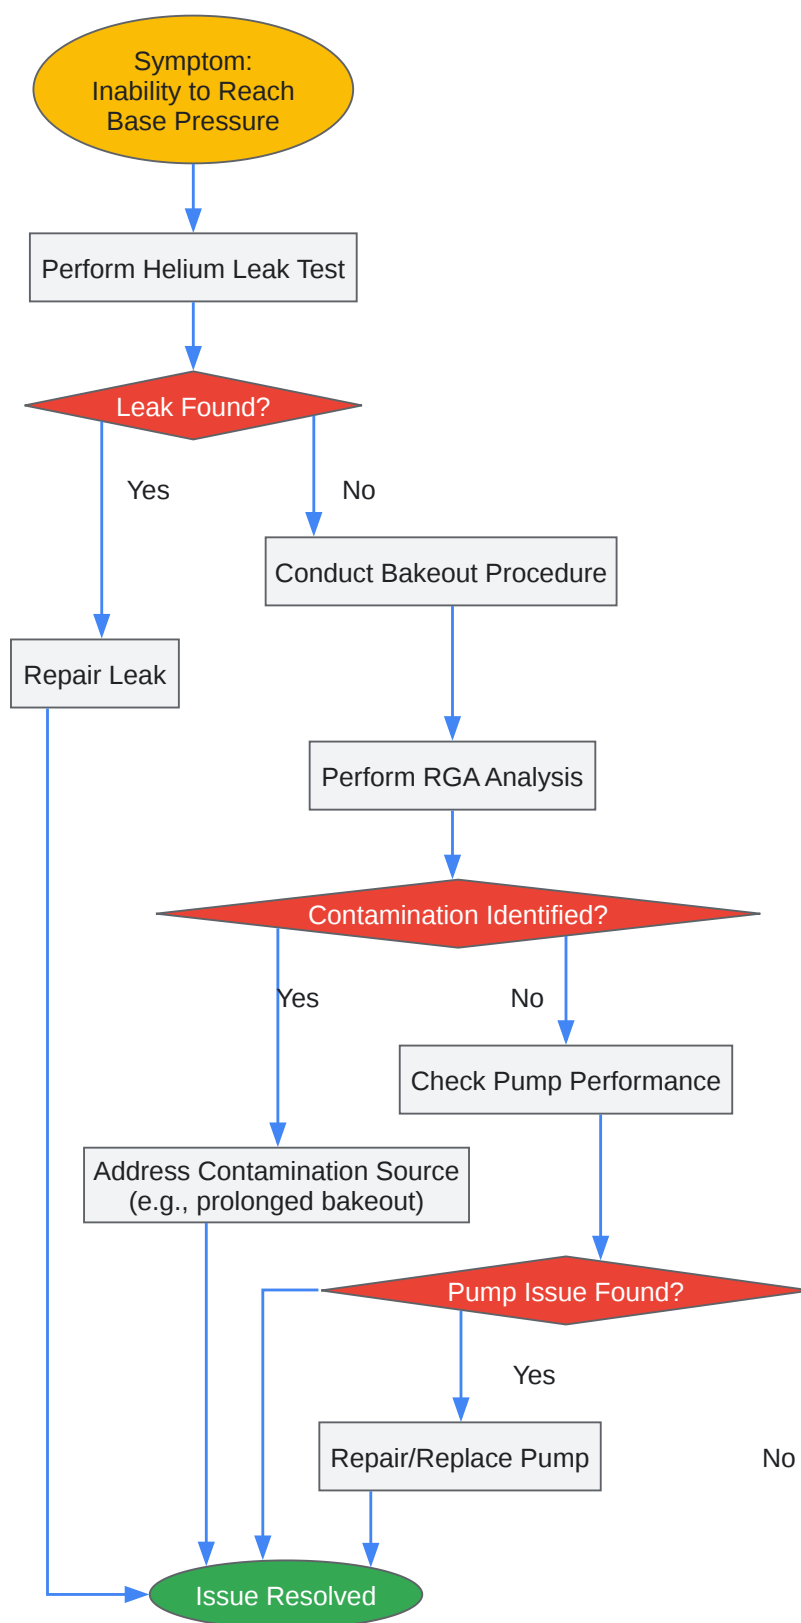 Symptom:
Inability to Reach
Base Pressure
Perform Helium Leak Test
Leak Found?
Yes
No
Conduct Bakeout Procedure
Repair Leak
Perform RGA Analysis
Contamination Identified?
Yes
No
Check Pump Performance
Address Contamination Source
(e.g., prolonged bakeout)
Pump Issue Found?
Yes
Repair/Replace Pump
No
Issue Resolved